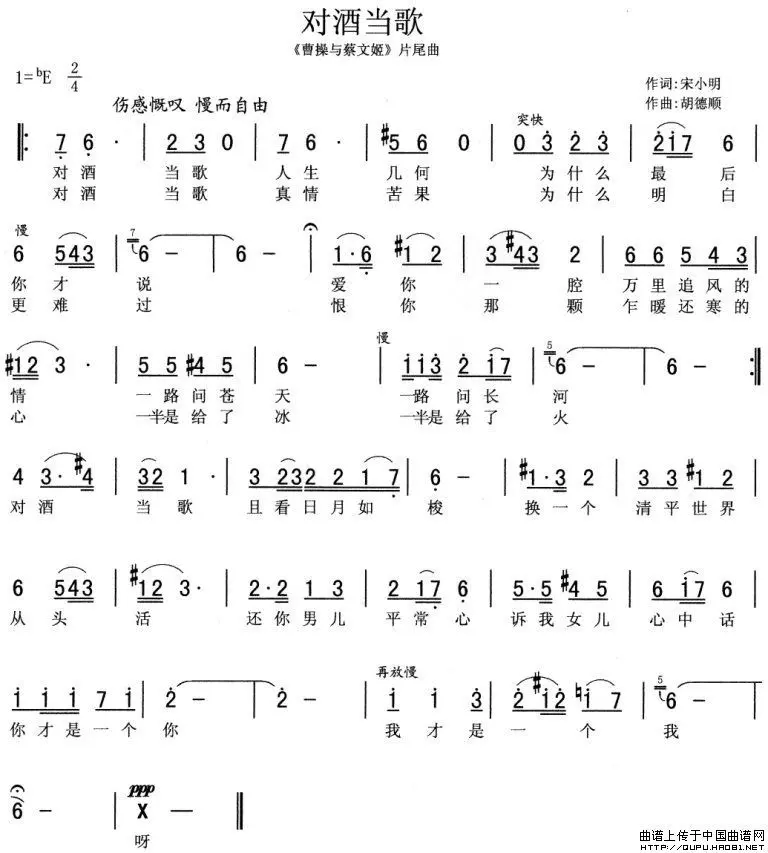 对酒当歌
《曹操与蔡文姬》片尾曲
1=ᵇE 2/4
作词:宋小明
作曲:胡德顺
伤感慨叹 慢而自由
突快
7 6 · | 2 3 0 | 7 6 · | #5 6 0 | 0 3 2 3 | 2 1 7 6
对酒 当歌 人生 几何 为什么 最后
对酒 当歌 真情 苦果 为什么 明白
慢
6 5 4 3 | 7 6 — | 6 — | 1 · 6 #1 2 | 3 #4 3 2 | 6 6 5 4 3
你才 说 爱你 一腔 万里追风的
更难 过 恨你 那颗 乍暖还寒的
慢
#1 2 3 · | 5 5 #4 5 | 6 — | 1 1 3 2 1 7 | 5 6 — | 6 —
情 一路问苍 天 一路问长 河
心 一半是给了 冰 一半是给了 火
4 3 · #4 | 3 2 1 · | 3 2 3 2 2 1 7 | 6 — | #1 · 3 2 | 3 3 #1 2
对酒 当歌 且看日月如 梭 换一个 清平世界
6 5 4 3 | #1 2 3 · | 2 · 2 1 3 | 2 1 7 6 | 5 · 5 #4 5 | 6 1 7 6
从头 活 还你男儿 平常心 诉我女儿 心中话
再放慢
1 1 1 7 1 | 2 — | 2 — | 1 1 3 | 2 #1 2 ♮1 7 | 5 6 —
你才是一个 你 我才是 一个 我
ppp
6 — | X —
呀
曲谱上传于中国曲谱网
HTTP://QUPU.HAO81.NET